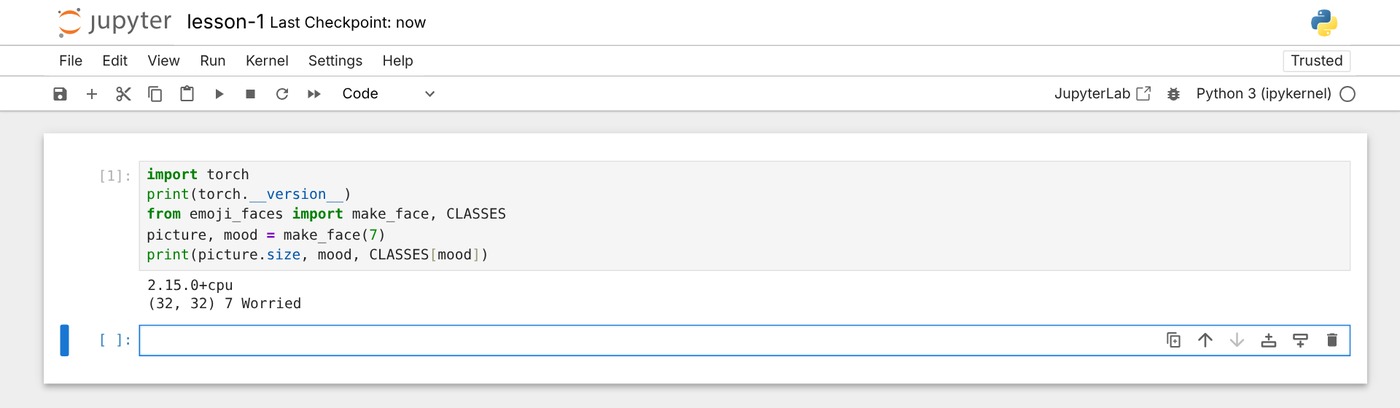 jupyter lesson-1 Last Checkpoint: now
File Edit View Run Kernel Settings Help Trusted
Code JupyterLab Python 3 (ipykernel)
[1]: import torch
print(torch.__version__)
from emoji_faces import make_face, CLASSES
picture, mood = make_face(7)
print(picture.size, mood, CLASSES[mood])
2.15.0+cpu
(32, 32) 7 Worried
[ ]: